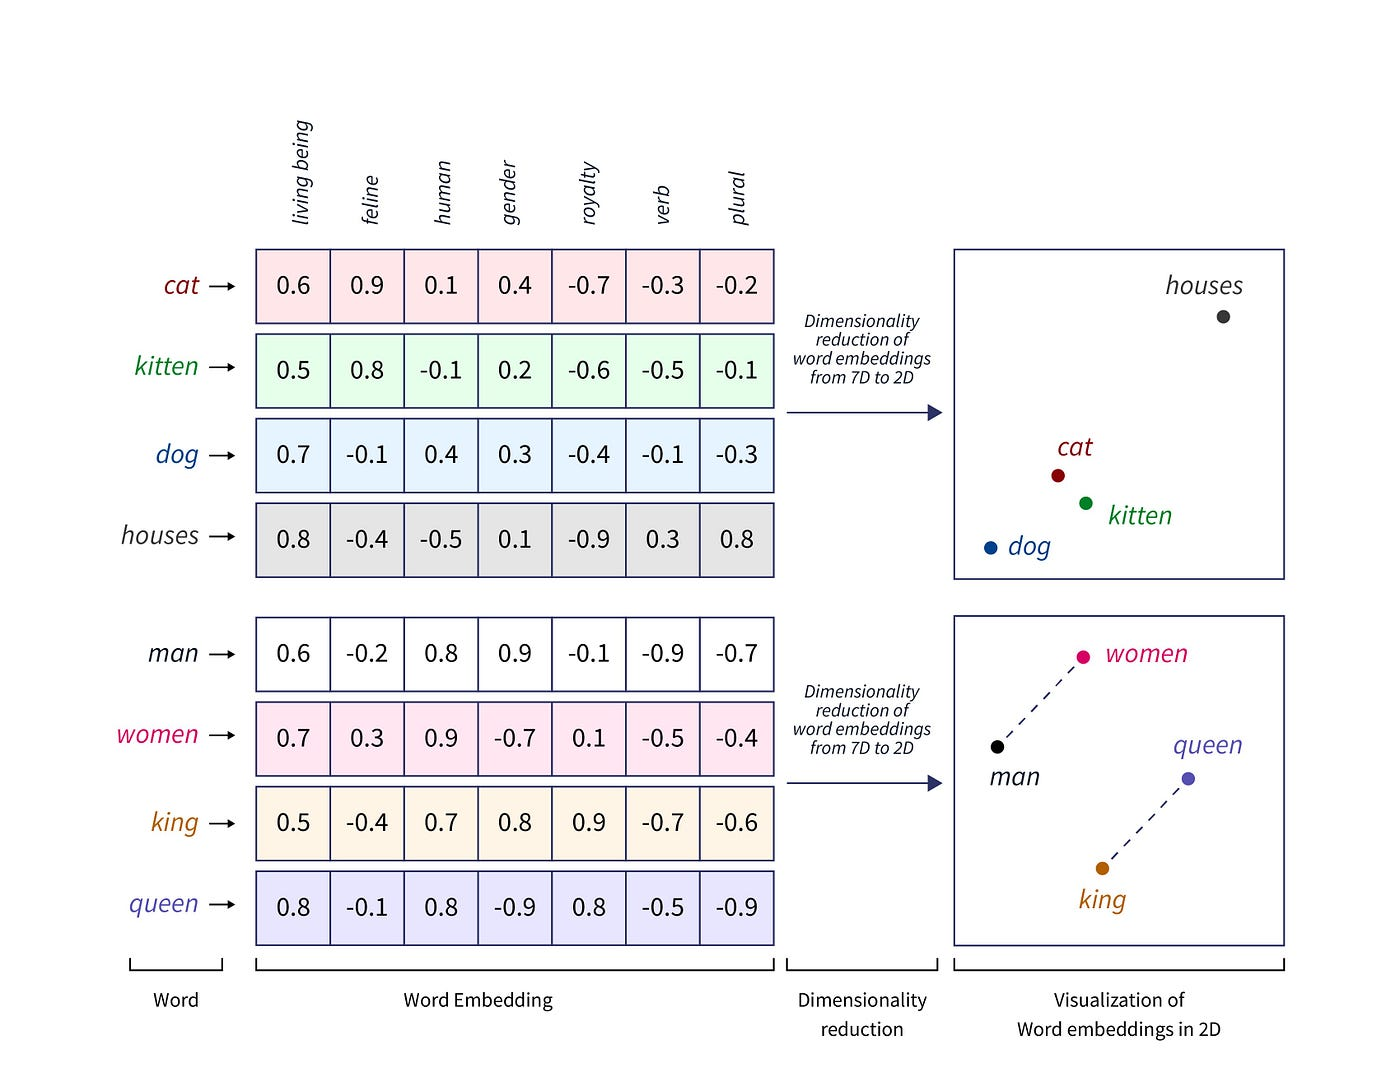 living being feline human gender royalty verb plural
cat 0.6 0.9 0.1 0.4 -0.7 -0.3 -0.2
kitten 0.5 0.8 -0.1 0.2 -0.6 -0.5 -0.1
dog 0.7 -0.1 0.4 0.3 -0.4 -0.1 -0.3
houses 0.8 -0.4 -0.5 0.1 -0.9 0.3 0.8
Dimensionality
reduction of
word embeddings
from 7D to 2D
houses
cat
kitten
dog
man 0.6 -0.2 0.8 0.9 -0.1 -0.9 -0.7
women 0.7 0.3 0.9 -0.7 0.1 -0.5 -0.4
king 0.5 -0.4 0.7 0.8 0.9 -0.7 -0.6
queen 0.8 -0.1 0.8 -0.9 0.8 -0.5 -0.9
Dimensionality
reduction of
word embeddings
from 7D to 2D
women
queen
man
king
Word
Word Embedding
Dimensionality
reduction
Visualization of
Word embeddings in 2D